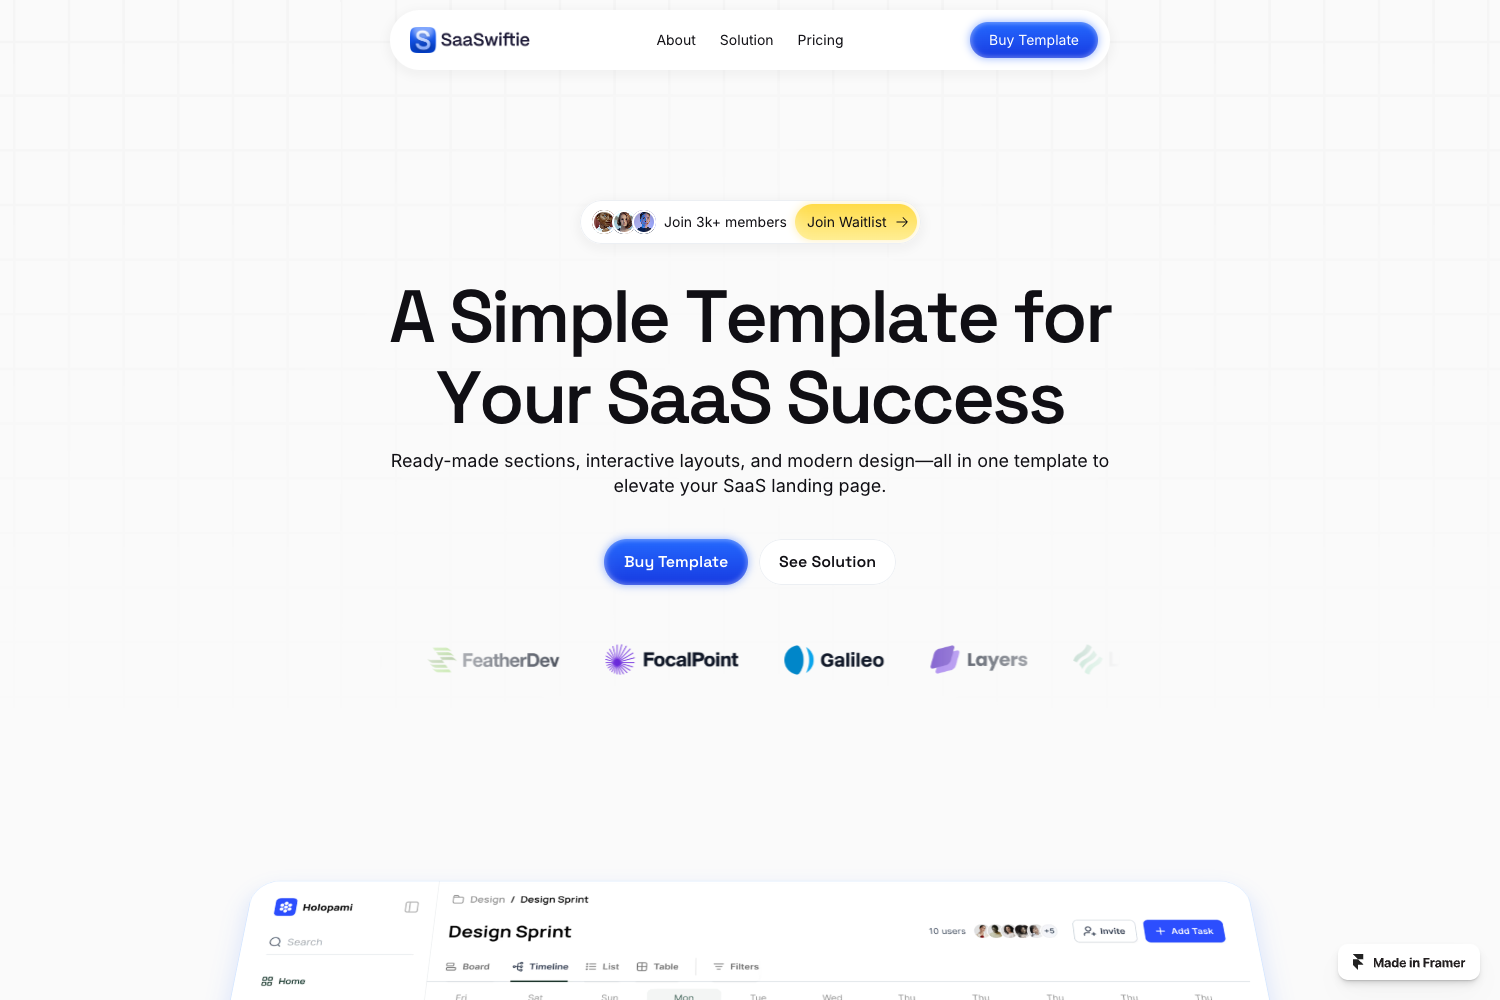 SaaSwiftie
About
Solution
Pricing
Buy Template
Join 3k+ members
Join Waitlist
A Simple Template for
Your SaaS Success
Ready-made sections, interactive layouts, and modern design—all in one template to
elevate your SaaS landing page.
Buy Template
See Solution
FeatherDev
FocalPoint
Galileo
Layers
Holopami
Design / Design Sprint
Search
Design Sprint
10 users
+5
Invite
Add Task
Board
Timeline
List
Table
Filters
Home
Fri
Sat
Sun
Mon
Tue
Wed
Thu
Thu
Thu
Thu
Thu
Made in Framer